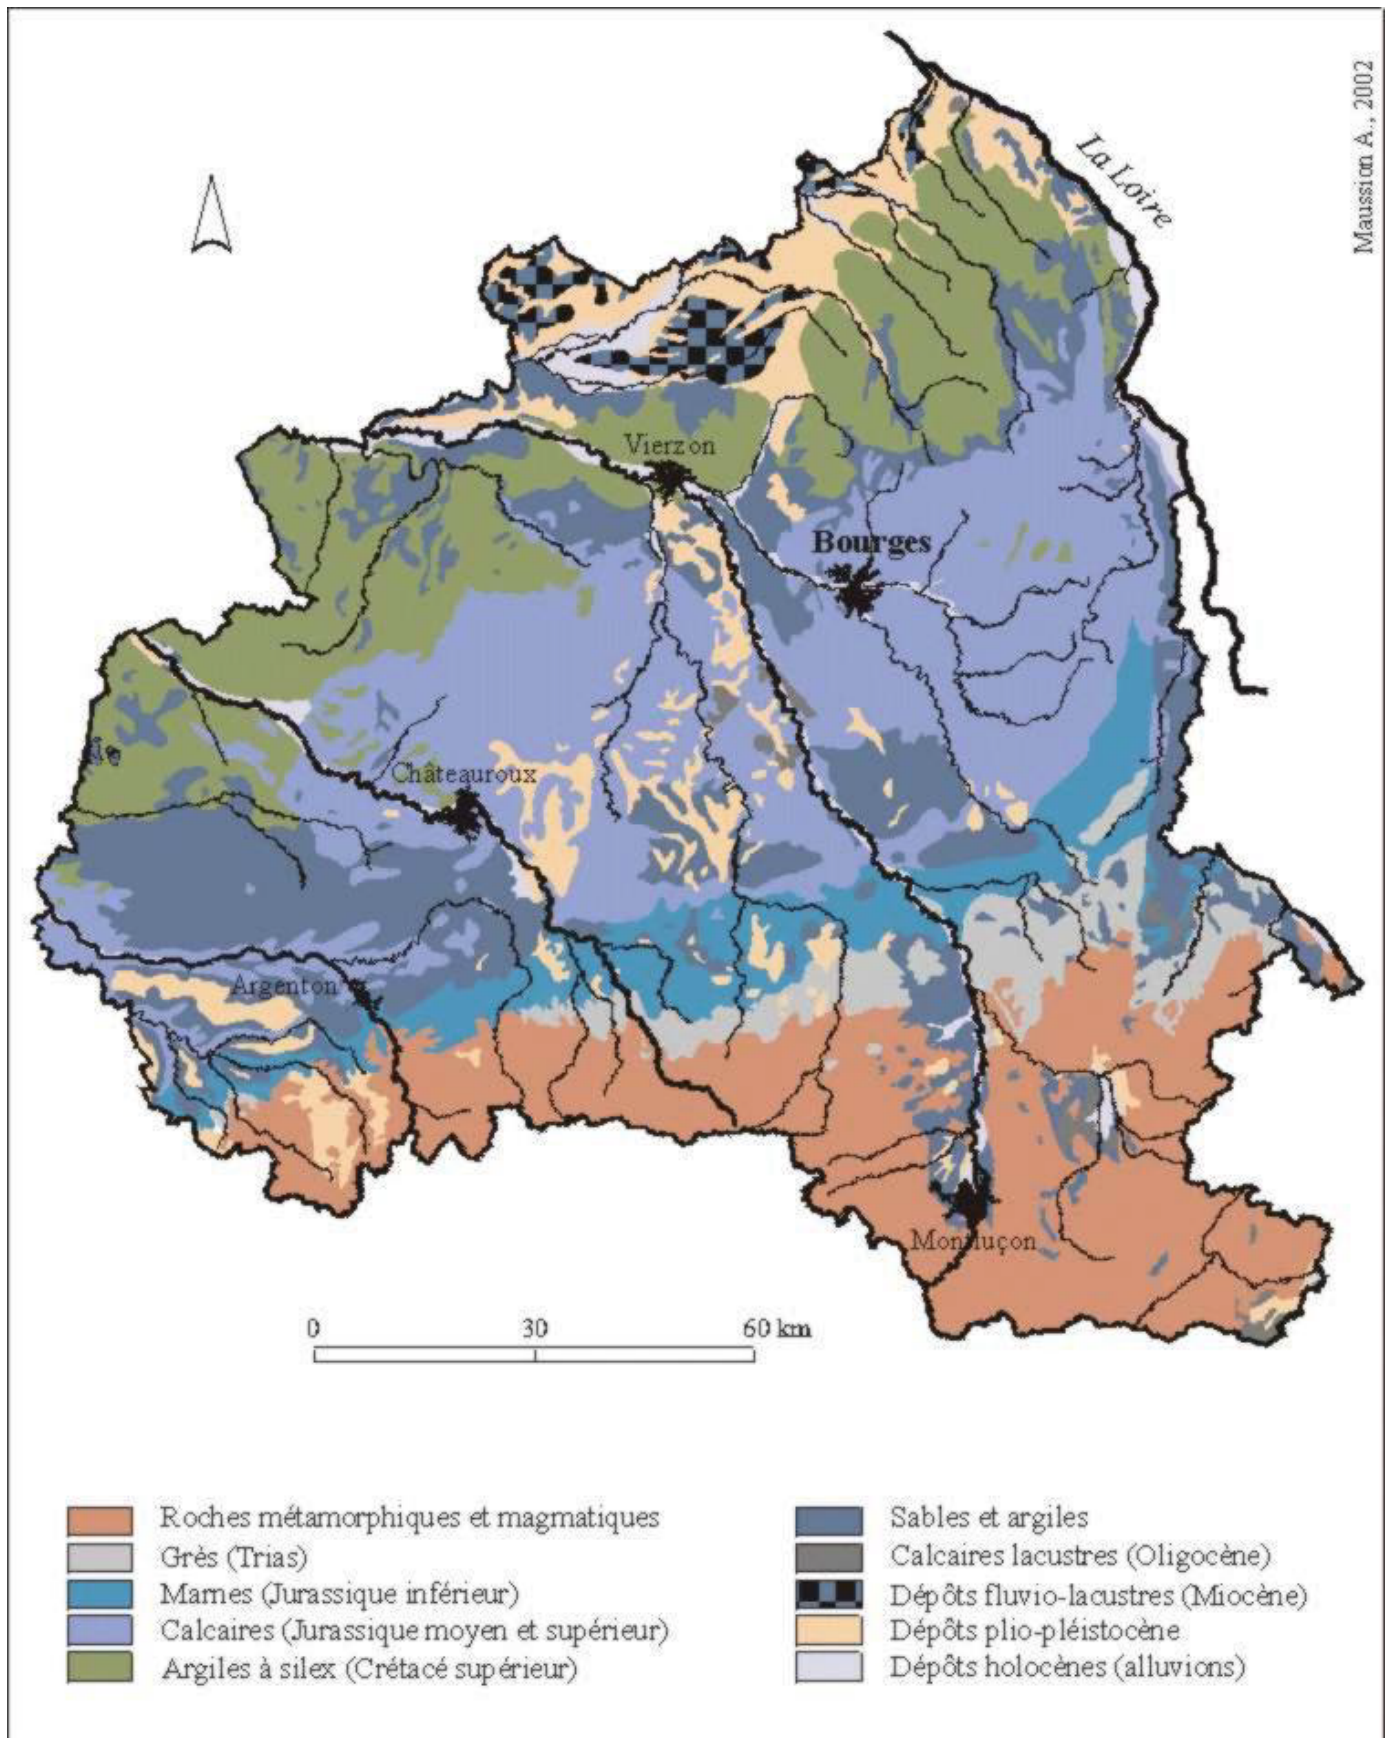 Maussion A., 2002
La Loire
Vierzon
Bourges
Châteauroux
Argenton
Montluçon
0 30 60 km
Roches métamorphiques et magmatiques
Grès (Trias)
Marnes (Jurassique inférieur)
Calcaires (Jurassique moyen et supérieur)
Argiles à silex (Crétacé supérieur)
Sables et argiles
Calcaires lacustres (Oligocène)
Dépôts fluvio-lacustres (Miocène)
Dépôts plio-pléistocène
Dépôts holocènes (alluvions)